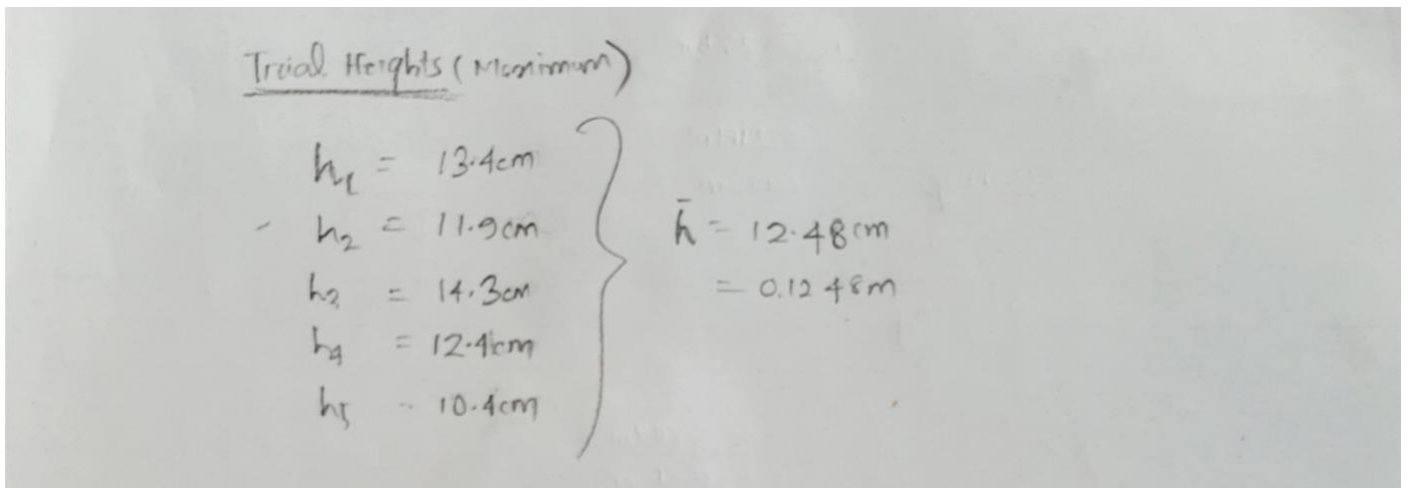 Trial Heights (Maximum)
h₁ = 13.4cm
h₂ = 11.9cm
h₃ = 14.3cm
h₄ = 12.4cm
h₅ = 10.4cm
h̄ = 12.48cm
= 0.1248m